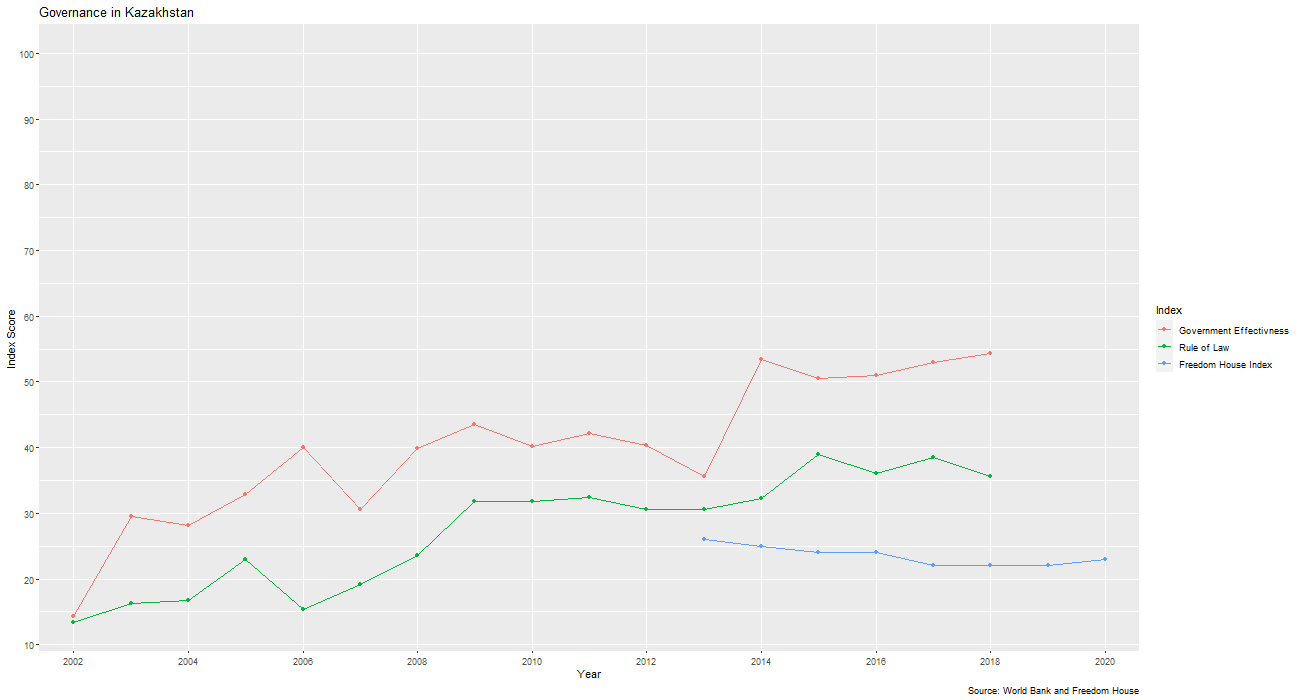 Governance in Kazakhstan
100
90
80
70
60
50
40
30
20
10
Index Score
2002 2004 2006 2008 2010 2012 2014 2016 2018 2020
Year
Index
Government Effectivness
Rule of Law
Freedom House Index
Source: World Bank and Freedom House